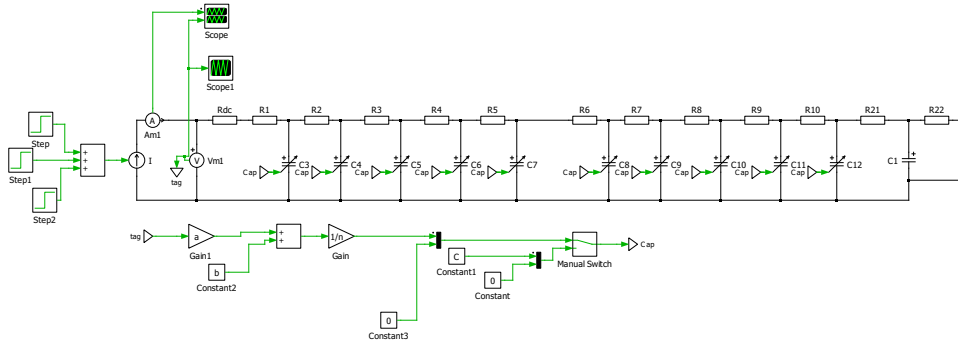 Scope
Scope1
Step
Step1
Step2
+
+
+
I
A
Am1
+
V
Vm1
tag
Rdc
R1
R2
R3
R4
R5
R6
R7
R8
R9
R10
R21
R22
Cap
+
C3
Cap
+
C4
Cap
+
C5
Cap
+
C6
Cap
+
C7
Cap
+
C8
Cap
+
C9
Cap
+
C10
Cap
+
C11
Cap
+
C12
C1
+
tag
a
Gain1
b
Constant2
+
+
1/n
Gain
0
Constant3
C
Constant1
0
Constant
Manual Switch
Cap